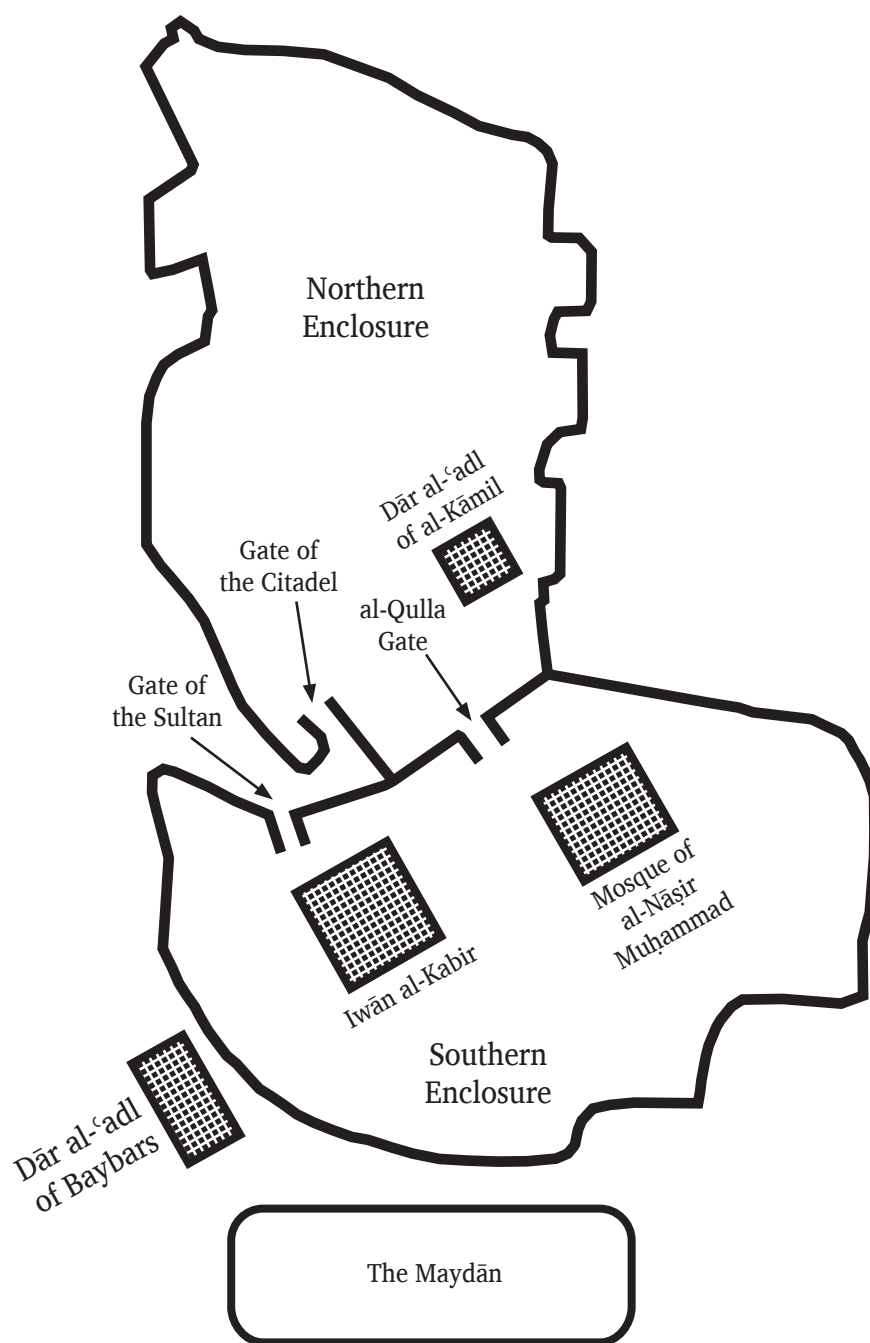 Northern
Enclosure
Dār al-ʿadl
of al-Kāmil
Gate of
the Citadel
al-Qulla
Gate
Gate of
the Sultan
Mosque of
al-Nāṣir
Muḥammad
Iwān al-Kabir
Southern
Enclosure
Dār al-ʿadl
of Baybars
The Maydān